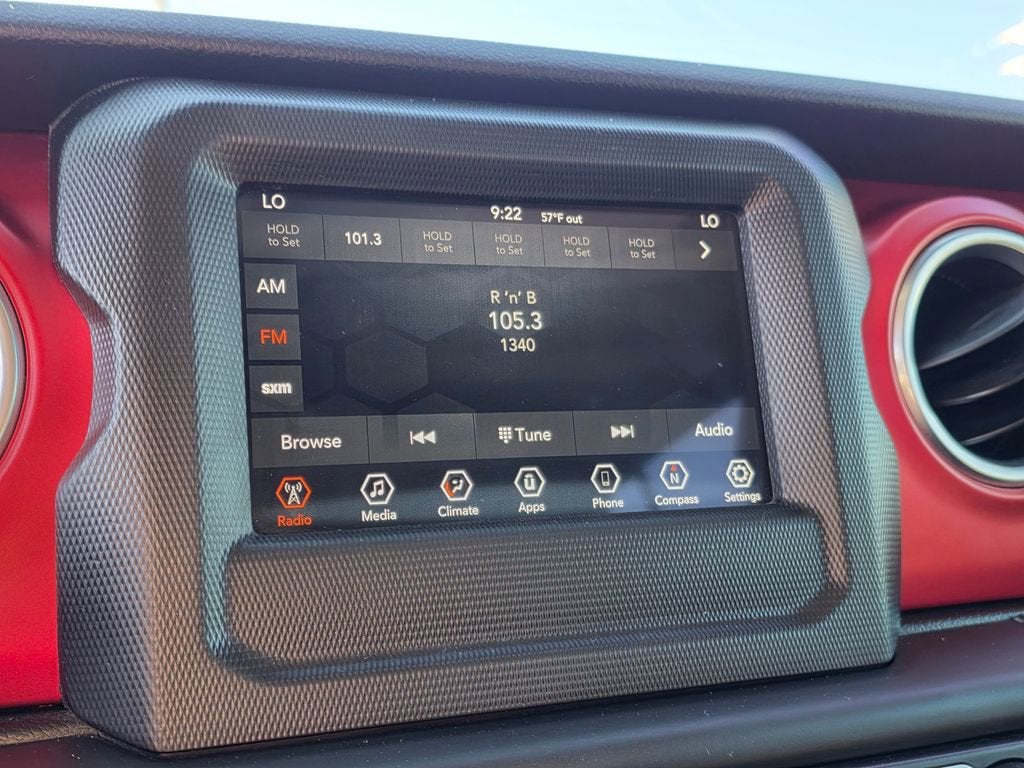 LO 9:22 57°F out LO
HOLD to Set 101.3 HOLD to Set HOLD to Set HOLD to Set HOLD to Set
AM
R 'n' B
105.3
FM
1340
sxm
Browse Tune Audio
N
Radio Media Climate Apps Phone Compass Settings